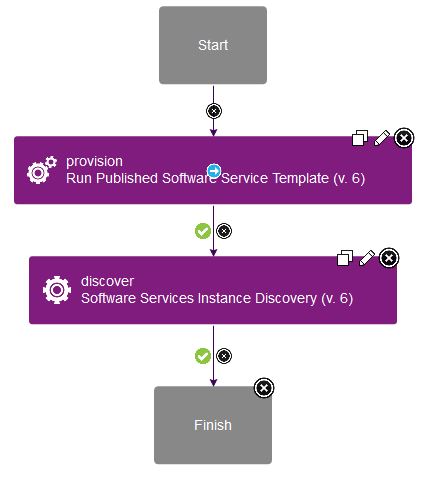 Start
provision
Run Published Software Service Template (v. 6)
discover
Software Services Instance Discovery (v. 6)
Finish